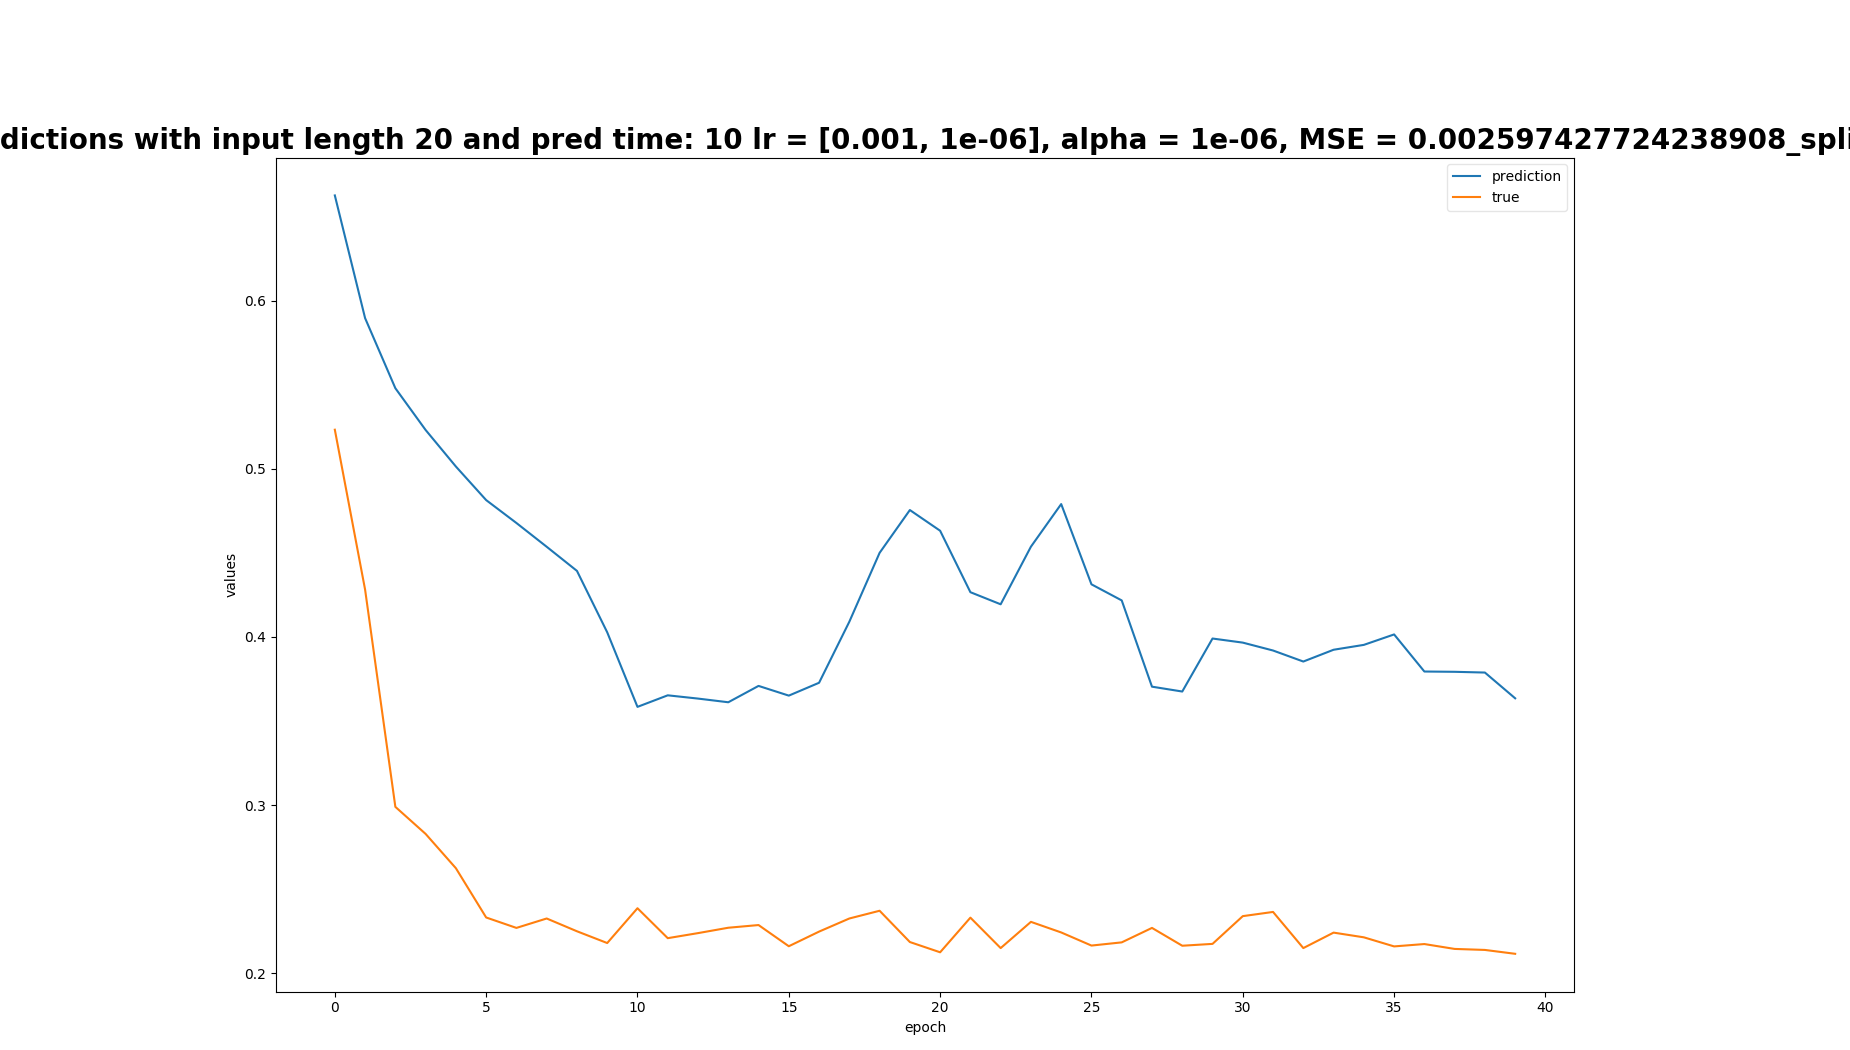 dictions with input length 20 and pred time: 10 lr = [0.001, 1e-06], alpha = 1e-06, MSE = 0.002597427724238908_spli
prediction
true
0.6
0.5
0.4
0.3
0.2
values
0
5
10
15
20
25
30
35
40
epoch